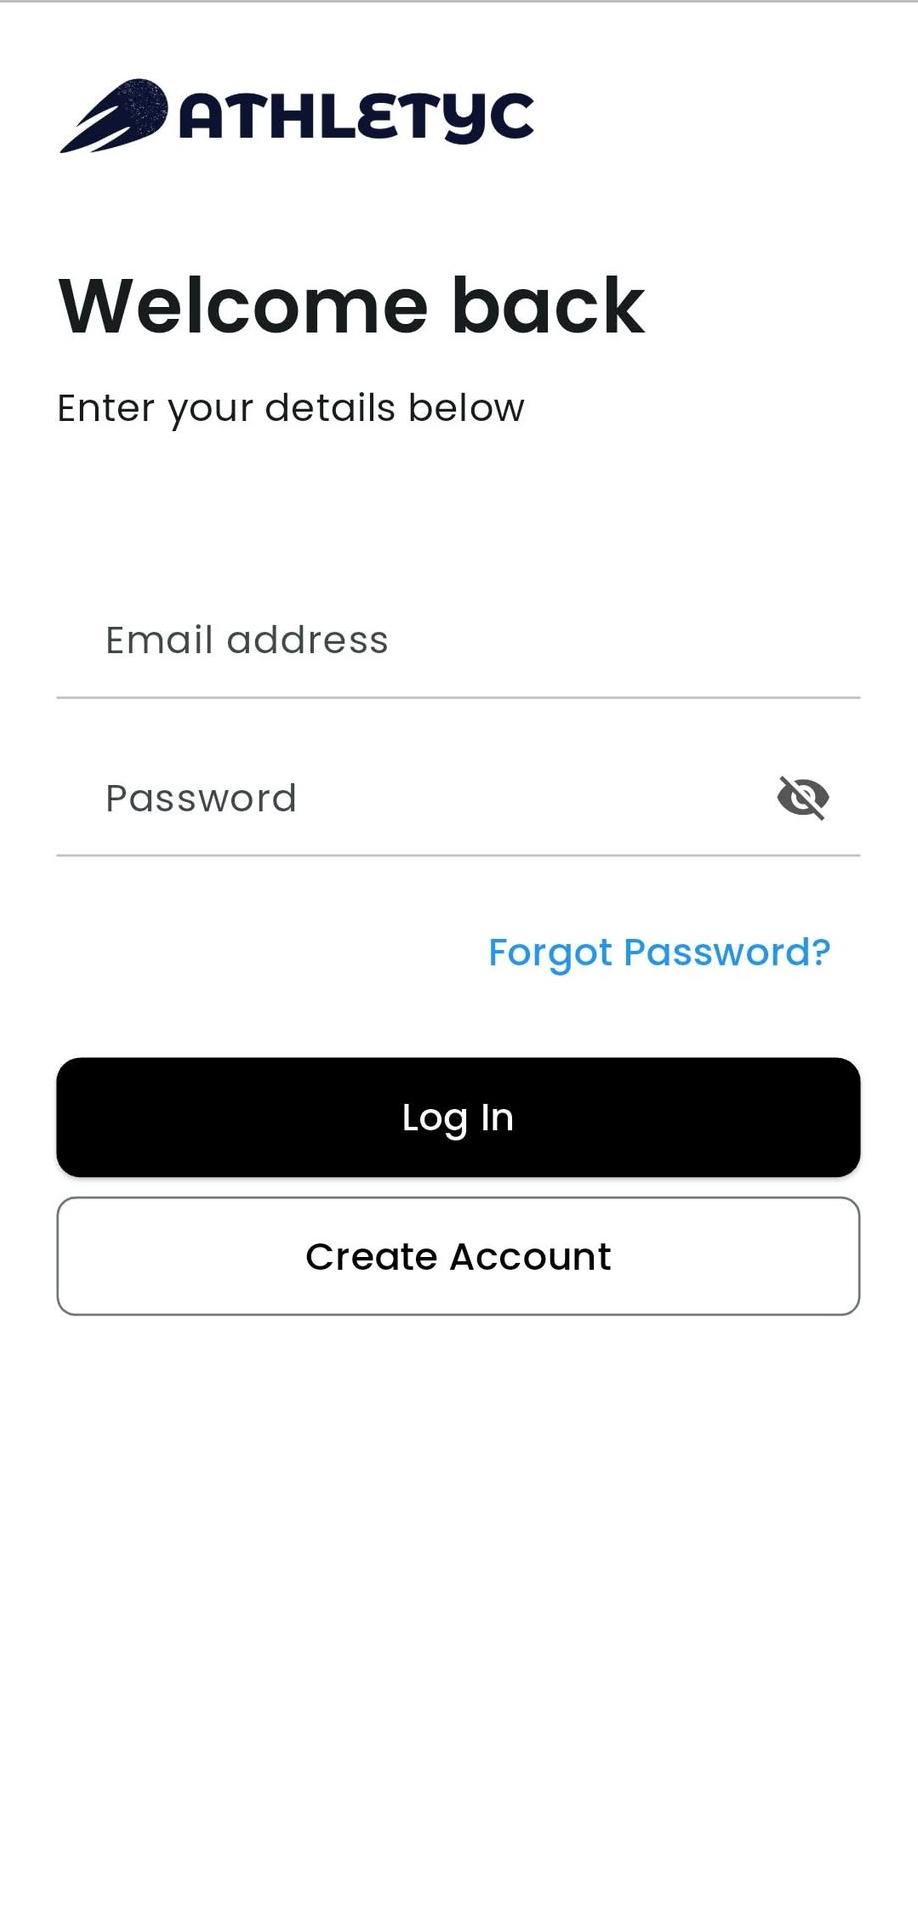 ATHLETYC
Welcome back
Enter your details below
Email address
Password
Forgot Password?
Log In
Create Account